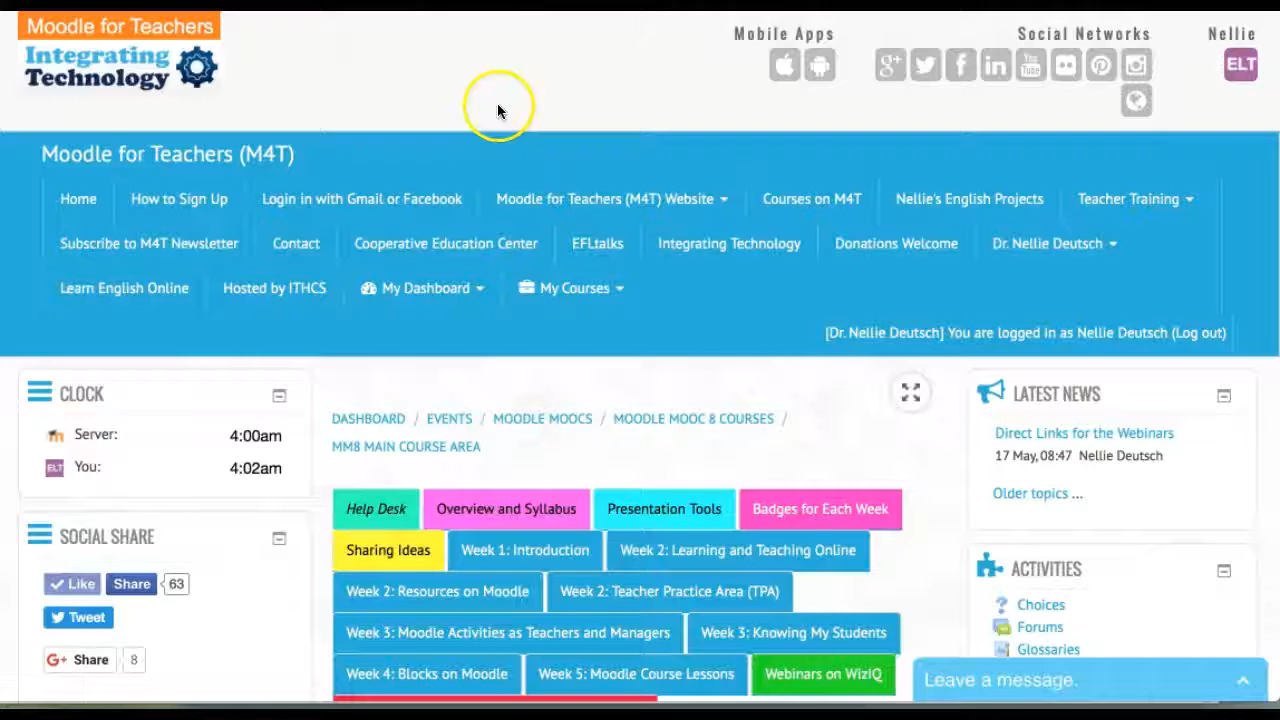 Moodle for Teachers
Integrating
Technology
Mobile Apps
Social Networks
Nellie
g+
You
Tube
ELT
Moodle for Teachers (M4T)
Home
How to Sign Up
Login in with Gmail or Facebook
Moodle for Teachers (M4T) Website
Courses on M4T
Nellie's English Projects
Teacher Training
Subscribe to M4T Newsletter
Contact
Cooperative Education Center
EFLtalks
Integrating Technology
Donations Welcome
Dr. Nellie Deutsch
Learn English Online
Hosted by ITHCS
My Dashboard
My Courses
[Dr. Nellie Deutsch] You are logged in as Nellie Deutsch (Log out)
CLOCK
Server: 4:00am
ELT You: 4:02am
SOCIAL SHARE
Like Share 63
Tweet
G+ Share 8
DASHBOARD / EVENTS / MOODLE MOOCS / MOODLE MOOC 8 COURSES /
MM8 MAIN COURSE AREA
Help Desk
Overview and Syllabus
Presentation Tools
Badges for Each Week
Sharing Ideas
Week 1: Introduction
Week 2: Learning and Teaching Online
Week 2: Resources on Moodle
Week 2: Teacher Practice Area (TPA)
Week 3: Moodle Activities as Teachers and Managers
Week 3: Knowing My Students
Week 4: Blocks on Moodle
Week 5: Moodle Course Lessons
Webinars on WizIQ
LATEST NEWS
Direct Links for the Webinars
17 May, 08:47 Nellie Deutsch
Older topics ...
ACTIVITIES
Choices
Forums
Glossaries
Leave a message.